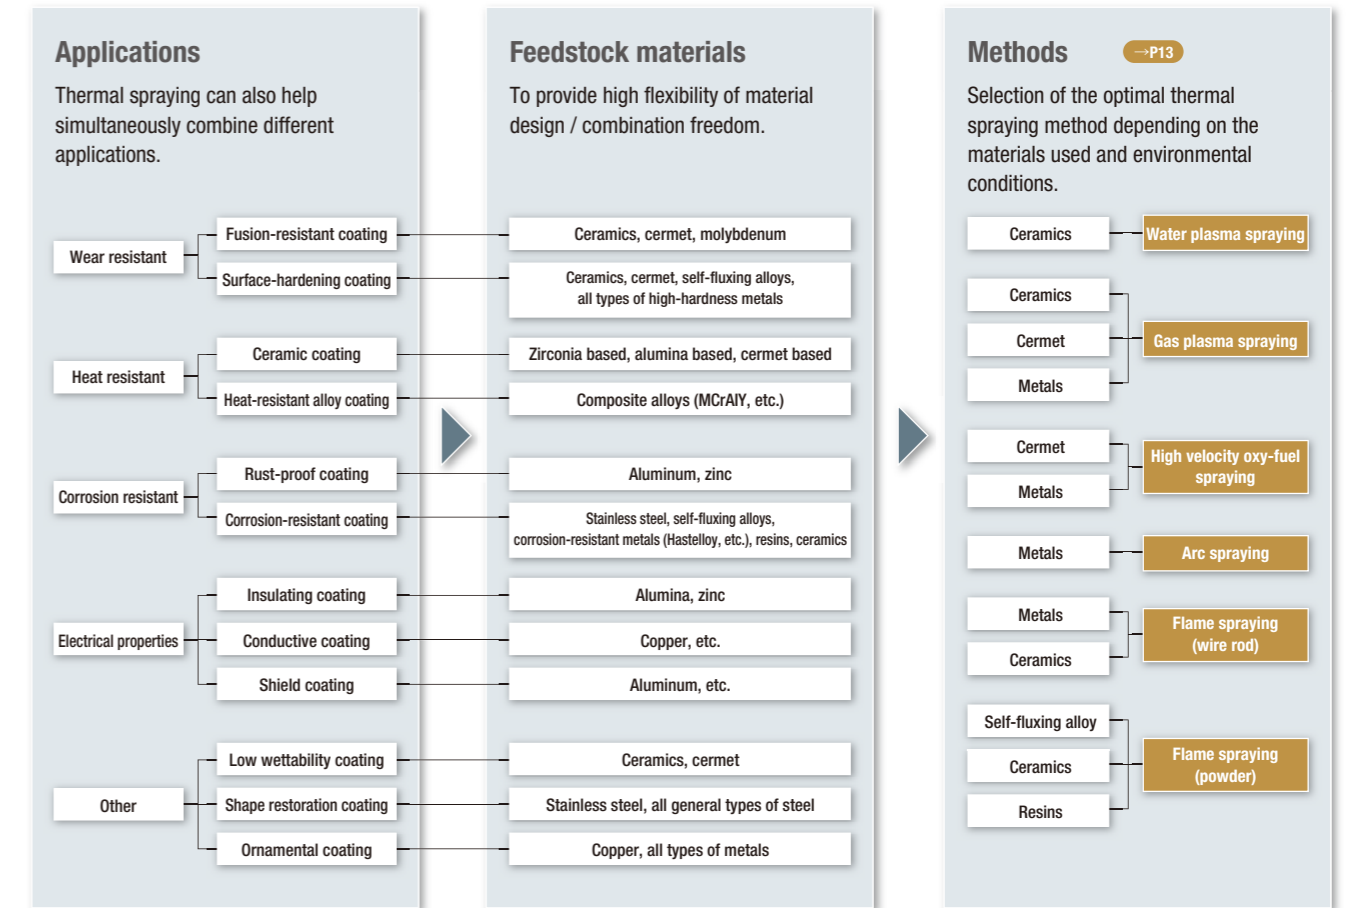 Applications
Thermal spraying can also help
simultaneously combine different
applications.
Wear resistant
Fusion-resistant coating
Surface-hardening coating
Heat resistant
Ceramic coating
Heat-resistant alloy coating
Corrosion resistant
Rust-proof coating
Corrosion-resistant coating
Electrical properties
Insulating coating
Conductive coating
Shield coating
Other
Low wettability coating
Shape restoration coating
Ornamental coating
Feedstock materials
To provide high flexibility of material
design / combination freedom.
Ceramics, cermet, molybdenum
Ceramics, cermet, self-fluxing alloys,
all types of high-hardness metals
Zirconia based, alumina based, cermet based
Composite alloys (MCrAlY, etc.)
Aluminum, zinc
Stainless steel, self-fluxing alloys,
corrosion-resistant metals (Hastelloy, etc.), resins, ceramics
Alumina, zinc
Copper, etc.
Aluminum, etc.
Ceramics, cermet
Stainless steel, all general types of steel
Copper, all types of metals
Methods →P13
Selection of the optimal thermal
spraying method depending on the
materials used and environmental
conditions.
Ceramics
Water plasma spraying
Ceramics
Cermet
Metals
Gas plasma spraying
Cermet
Metals
High velocity oxy-fuel
spraying
Metals
Arc spraying
Metals
Ceramics
Flame spraying
(wire rod)
Self-fluxing alloy
Ceramics
Resins
Flame spraying
(powder)